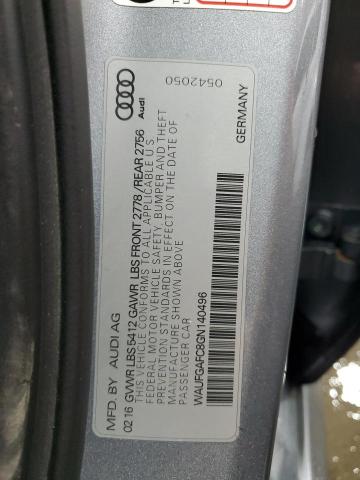 MFD. BY AUDI AG
02 16 GVWR LBS 5412 GAWR LBS FRONT 2778 / REAR 2756
THIS VEHICLE CONFORMS TO ALL APPLICABLE U S
FEDERAL MOTOR VEHICLE SAFETY, BUMPER AND THEFT
PREVENTION STANDARDS IN EFFECT ON THE DATE OF
MANUFACTURE SHOWN ABOVE
PASSENGER CAR
WAUFGAFC8GN140496
GERMANY
Audi
0542050